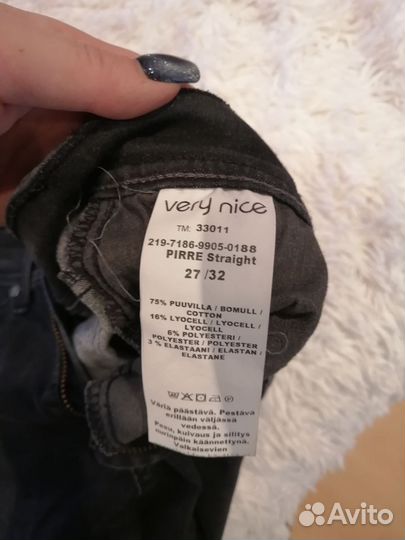 very nice
TM: 33011
219-7186-9905-0188
PIRRE Straight
27 /32
75% PUUVILLA / BOMULL /
COTTON
16% LYOCELL / LYOCELL /
LYOCELL
6% POLYESTERI /
POLYESTER / POLYESTER
3 % ELASTAANI / ELASTAN /
ELASTANE
Väriä päästävä. Pestävä
erillään väljässä
vedessä.
Pesu, kuivaus ja silitys
nurinpäin käännettynä.
Valkaisevien
Avito